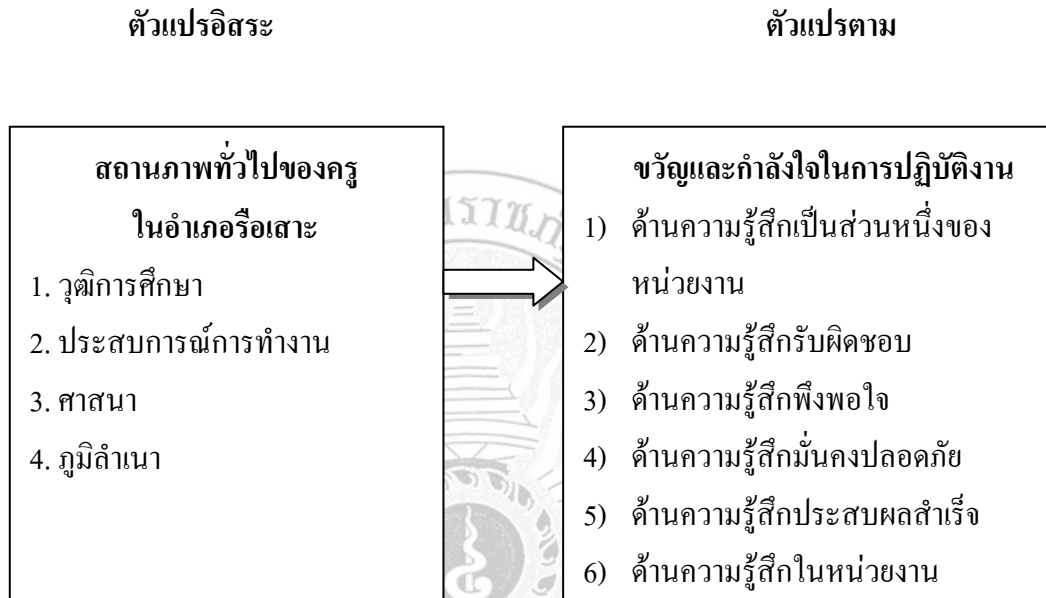 ตัวแปรอิสระ
ตัวแปรตาม
สถานภาพทั่วไปของครู
ในอำเภอรือเสาะ
1. วุฒิการศึกษา
2. ประสบการณ์การทำงาน
3. ศาสนา
4. ภูมิลำเนา
ขวัญและกำลังใจในการปฏิบัติงาน
1) ด้านความรู้สึกเป็นส่วนหนึ่งของ
หน่วยงาน
2) ด้านความรู้สึกรับผิดชอบ
3) ด้านความรู้สึกพึงพอใจ
4) ด้านความรู้สึกมั่นคงปลอดภัย
5) ด้านความรู้สึกประสบผลสำเร็จ
6) ด้านความรู้สึกในหน่วยงาน